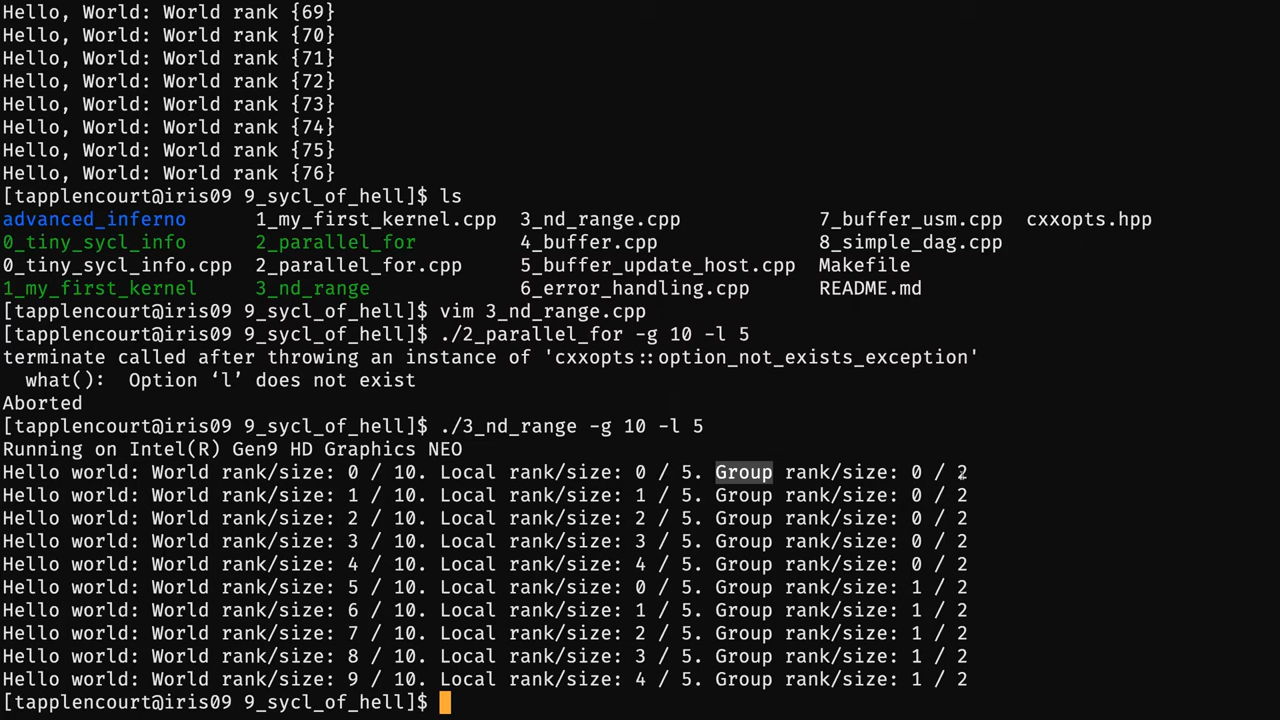 Hello, World: World rank {69}
Hello, World: World rank {70}
Hello, World: World rank {71}
Hello, World: World rank {72}
Hello, World: World rank {73}
Hello, World: World rank {74}
Hello, World: World rank {75}
Hello, World: World rank {76}
[tapplencourt@iris09 9_sycl_of_hell]$ ls
advanced_inferno 1_my_first_kernel.cpp 3_nd_range.cpp 7_buffer_usm.cpp cxxopts.hpp
0_tiny_sycl_info 2_parallel_for 4_buffer.cpp 8_simple_dag.cpp
0_tiny_sycl_info.cpp 2_parallel_for.cpp 5_buffer_update_host.cpp Makefile
1_my_first_kernel 3_nd_range 6_error_handling.cpp README.md
[tapplencourt@iris09 9_sycl_of_hell]$ vim 3_nd_range.cpp
[tapplencourt@iris09 9_sycl_of_hell]$ ./2_parallel_for -g 10 -l 5
terminate called after throwing an instance of 'cxxopts::option_not_exists_exception'
what(): Option ‘l’ does not exist
Aborted
[tapplencourt@iris09 9_sycl_of_hell]$ ./3_nd_range -g 10 -l 5
Running on Intel(R) Gen9 HD Graphics NEO
Hello world: World rank/size: 0 / 10. Local rank/size: 0 / 5. Group rank/size: 0 / 2
Hello world: World rank/size: 1 / 10. Local rank/size: 1 / 5. Group rank/size: 0 / 2
Hello world: World rank/size: 2 / 10. Local rank/size: 2 / 5. Group rank/size: 0 / 2
Hello world: World rank/size: 3 / 10. Local rank/size: 3 / 5. Group rank/size: 0 / 2
Hello world: World rank/size: 4 / 10. Local rank/size: 4 / 5. Group rank/size: 0 / 2
Hello world: World rank/size: 5 / 10. Local rank/size: 0 / 5. Group rank/size: 1 / 2
Hello world: World rank/size: 6 / 10. Local rank/size: 1 / 5. Group rank/size: 1 / 2
Hello world: World rank/size: 7 / 10. Local rank/size: 2 / 5. Group rank/size: 1 / 2
Hello world: World rank/size: 8 / 10. Local rank/size: 3 / 5. Group rank/size: 1 / 2
Hello world: World rank/size: 9 / 10. Local rank/size: 4 / 5. Group rank/size: 1 / 2
[tapplencourt@iris09 9_sycl_of_hell]$